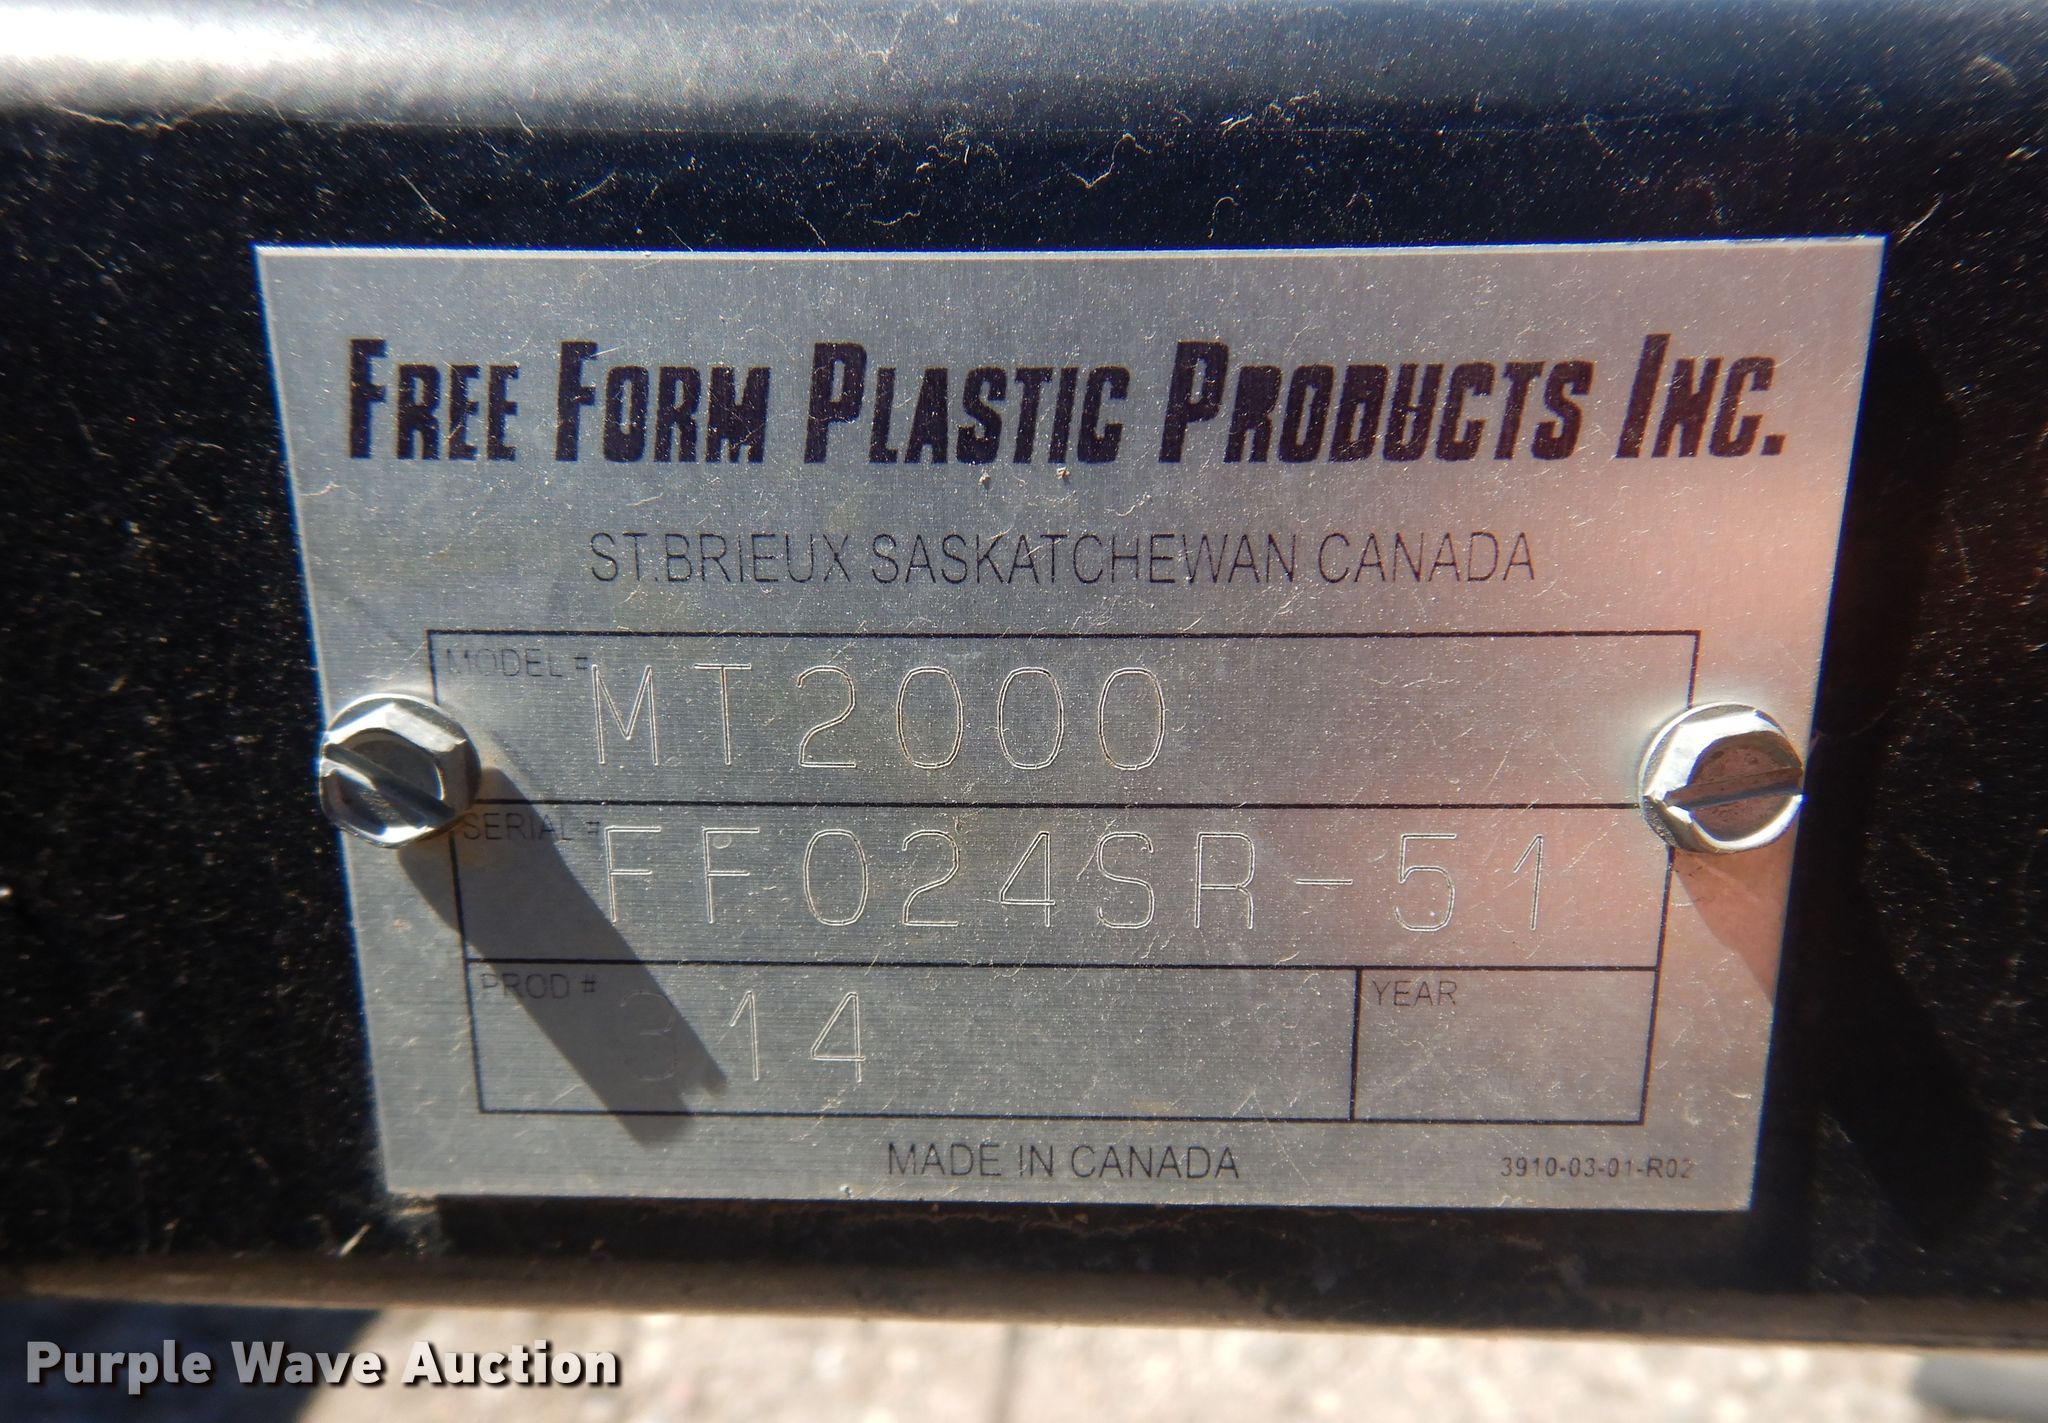 FREE FORM PLASTIC PRODUCTS INC.
ST.BRIEUX SASKATCHEWAN CANADA
MODEL # MT2000
SERIAL # FF024SR-51
PROD # 314
YEAR
MADE IN CANADA
3910-03-01-R02
Purple Wave Auction